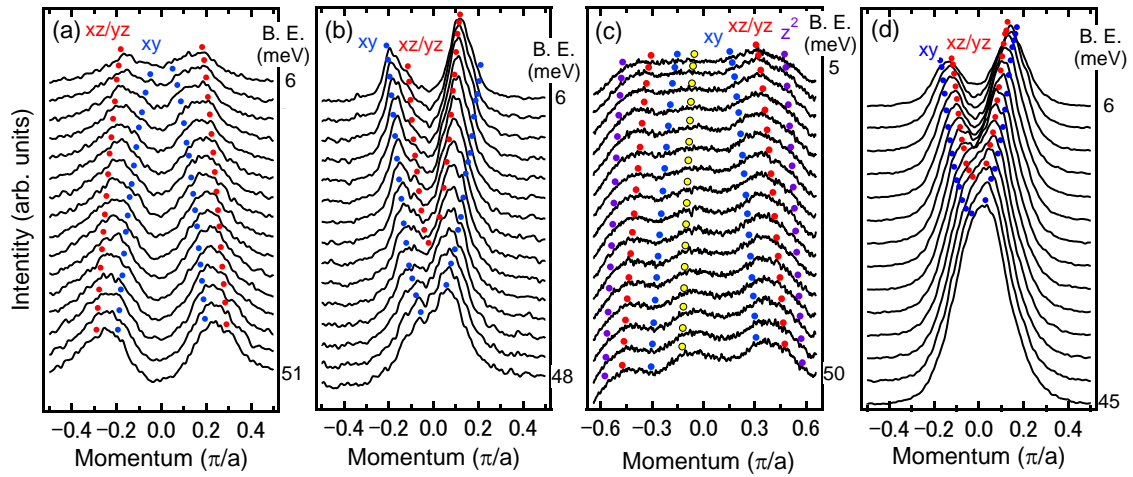 (a)
xz/yz
xy
B. E.
(meV)
6
51
(b)
xy
xz/yz
B. E.
(meV)
6
48
(c)
xy
xz/yz
z²
B. E.
(meV)
5
50
(d)
xy
xz/yz
B. E.
(meV)
6
45
Intentity (arb. units)
−0.4 −0.2 0.0 0.2 0.4
−0.4 −0.2 0.0 0.2 0.4
−0.6 −0.3 0.0 0.3 0.6
−0.4 −0.2 0.0 0.2 0.4
Momentum (π/a)
Momentum (π/a)
Momentum (π/a)
Momentum (π/a)